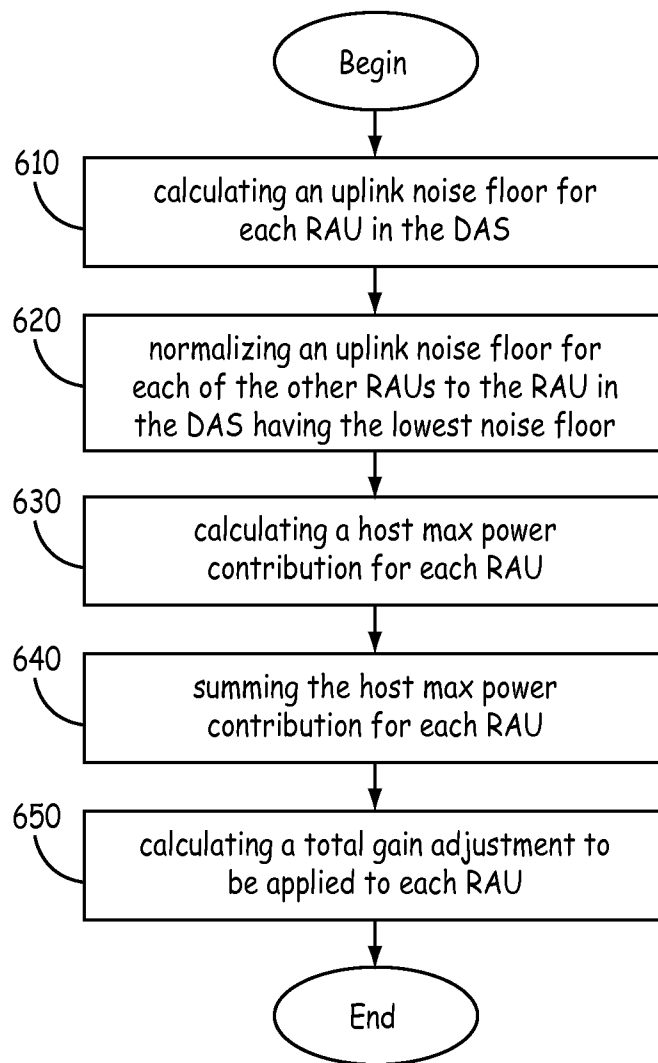 Begin
610
calculating an uplink noise floor for
each RAU in the DAS
620
normalizing an uplink noise floor for
each of the other RAUs to the RAU in
the DAS having the lowest noise floor
630
calculating a host max power
contribution for each RAU
640
summing the host max power
contribution for each RAU
650
calculating a total gain adjustment to
be applied to each RAU
End